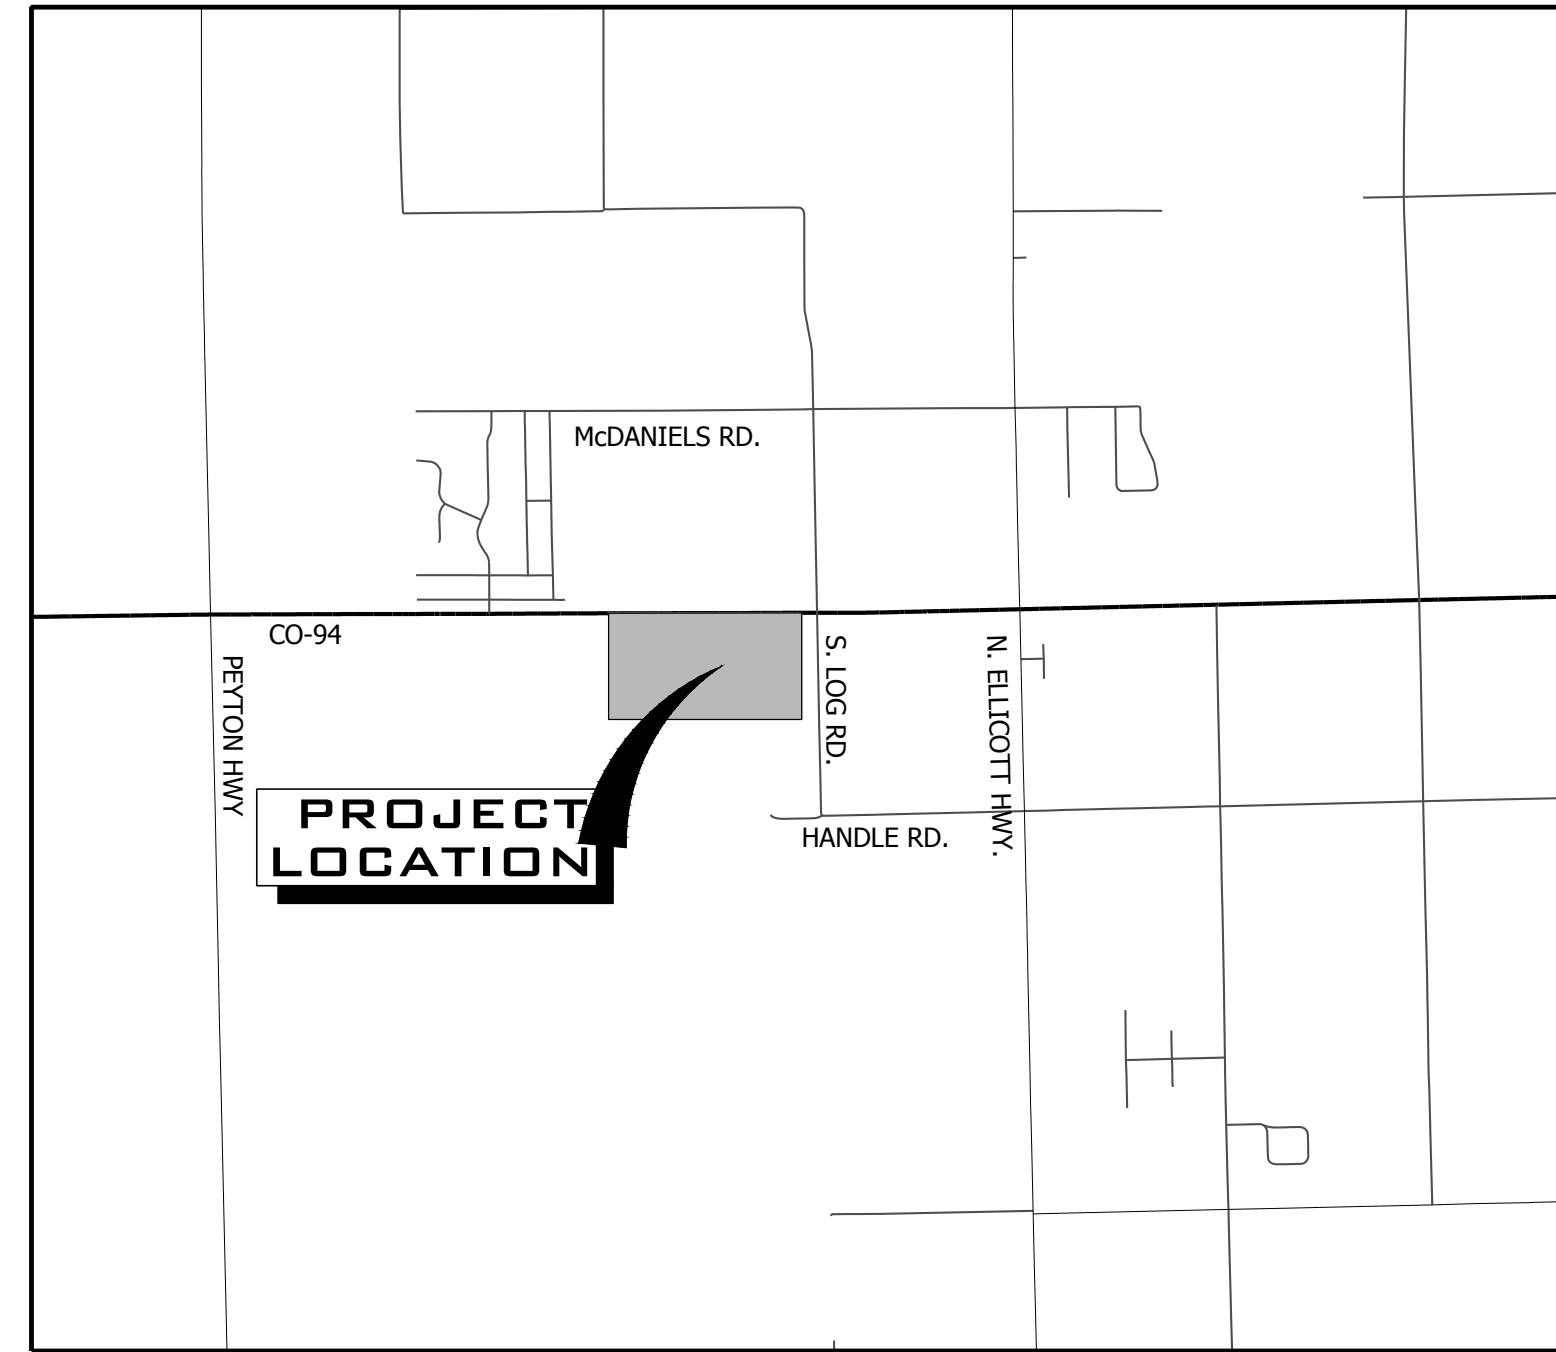 McDANIELS RD.
CO-94
PEYTON HWY
S. LOG RD.
N. ELLICOTT HWY.
PROJECT
LOCATION
HANDLE RD.